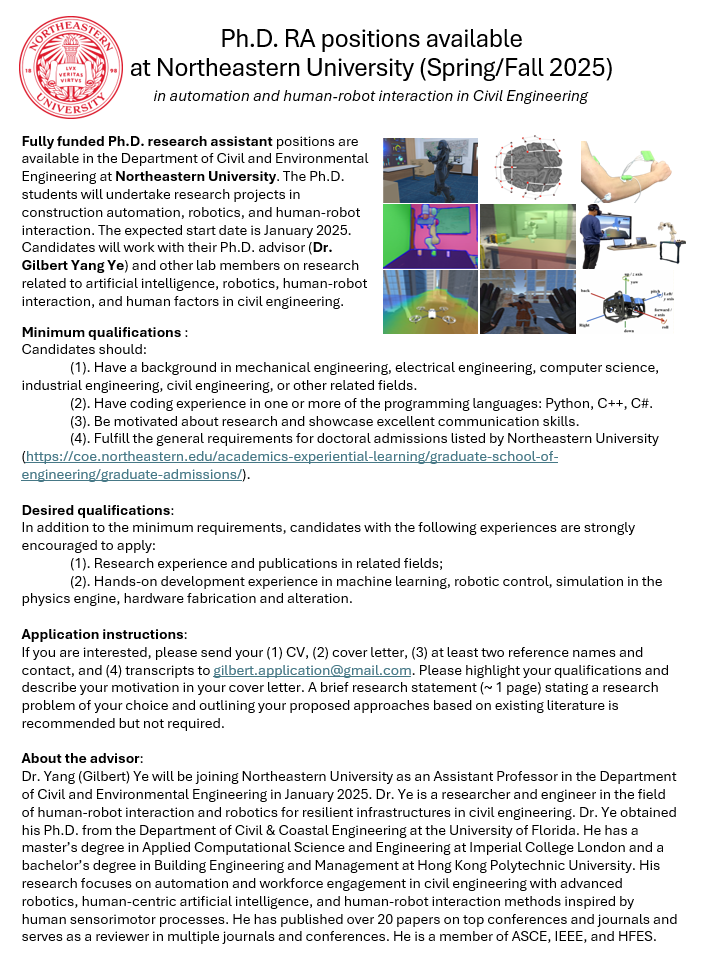 NORTHEASTERN
UNIVERSITY
LVX
VERITAS
VIRTVS
18 98
Ph.D. RA positions available
at Northeastern University (Spring/Fall 2025)
in automation and human-robot interaction in Civil Engineering
Fully funded Ph.D. research assistant positions are
available in the Department of Civil and Environmental
Engineering at Northeastern University. The Ph.D.
students will undertake research projects in
construction automation, robotics, and human-robot
interaction. The expected start date is January 2025.
Candidates will work with their Ph.D. advisor (Dr.
Gilbert Yang Ye) and other lab members on research
related to artificial intelligence, robotics, human-robot
interaction, and human factors in civil engineering.
back
Right
down
Minimum qualifications :
Candidates should:
(1). Have a background in mechanical engineering, electrical engineering, computer science,
industrial engineering, civil engineering, or other related fields.
(2). Have coding experience in one or more of the programming languages: Python, C++, C#.
(3). Be motivated about research and showcase excellent communication skills.
(4). Fulfill the general requirements for doctoral admissions listed by Northeastern University
(https://coe.northeastern.edu/academics-experiential-learning/graduate-school-of-
engineering/graduate-admissions/).
Desired qualifications:
In addition to the minimum requirements, candidates with the following experiences are strongly
encouraged to apply:
(1). Research experience and publications in related fields;
(2). Hands-on development experience in machine learning, robotic control, simulation in the
physics engine, hardware fabrication and alteration.
Application instructions:
If you are interested, please send your (1) CV, (2) cover letter, (3) at least two reference names and
contact, and (4) transcripts to gilbert.application@gmail.com. Please highlight your qualifications and
describe your motivation in your cover letter. A brief research statement (~ 1 page) stating a research
problem of your choice and outlining your proposed approaches based on existing literature is
recommended but not required.
About the advisor:
Dr. Yang (Gilbert) Ye will be joining Northeastern University as an Assistant Professor in the Department
of Civil and Environmental Engineering in January 2025. Dr. Ye is a researcher and engineer in the field
of human-robot interaction and robotics for resilient infrastructures in civil engineering. Dr. Ye obtained
his Ph.D. from the Department of Civil & Coastal Engineering at the University of Florida. He has a
master's degree in Applied Computational Science and Engineering at Imperial College London and a
bachelor's degree in Building Engineering and Management at Hong Kong Polytechnic University. His
research focuses on automation and workforce engagement in civil engineering with advanced
robotics, human-centric artificial intelligence, and human-robot interaction methods inspired by
human sensorimotor processes. He has published over 20 papers on top conferences and journals and
serves as a reviewer in multiple journals and conferences. He is a member of ASCE, IEEE, and HFES.